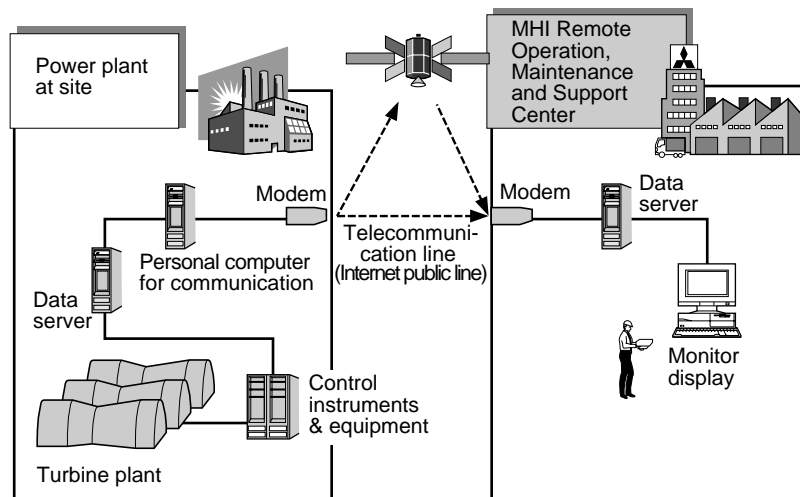 Power plant
at site
MHI Remote
Operation,
Maintenance
and Support
Center
Modem
Modem
Data
server
Telecommuni-
cation line
(Internet public line)
Personal computer
for communication
Data
server
Monitor
display
Control
instruments
& equipment
Turbine plant